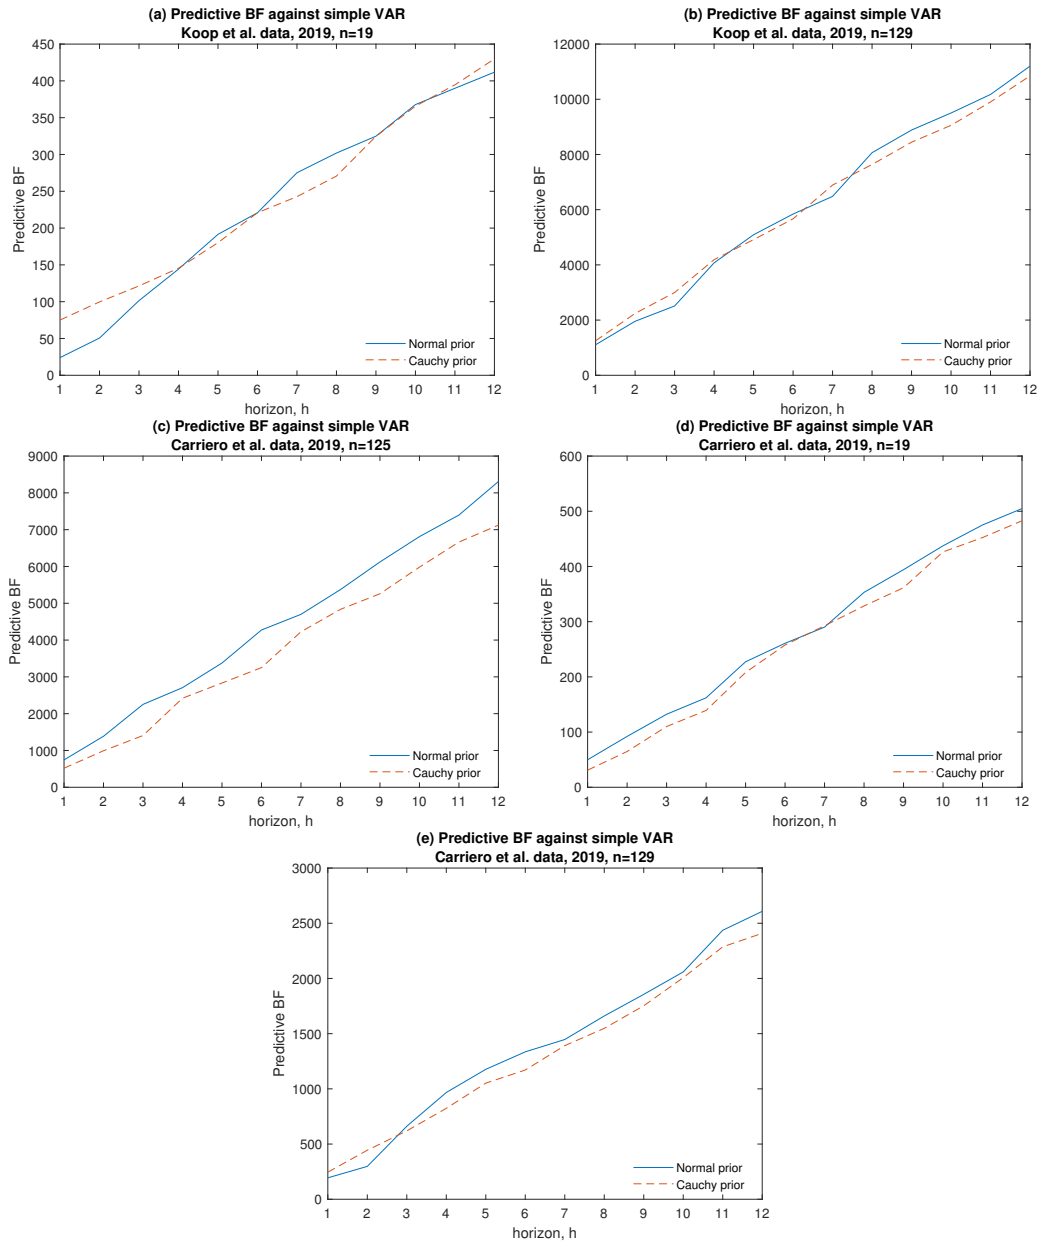 (a) Predictive BF against simple VAR
Koop et al. data, 2019, n=19
450
400
350
300
250
200
150
100
50
0
Predictive BF
1 2 3 4 5 6 7 8 9 10 11 12
horizon, h
Normal prior
Cauchy prior
(b) Predictive BF against simple VAR
Koop et al. data, 2019, n=129
12000
10000
8000
6000
4000
2000
0
Predictive BF
1 2 3 4 5 6 7 8 9 10 11 12
horizon, h
Normal prior
Cauchy prior
(c) Predictive BF against simple VAR
Carriero et al. data, 2019, n=125
9000
8000
7000
6000
5000
4000
3000
2000
1000
0
Predictive BF
1 2 3 4 5 6 7 8 9 10 11 12
horizon, h
Normal prior
Cauchy prior
(d) Predictive BF against simple VAR
Carriero et al. data, 2019, n=19
600
500
400
300
200
100
0
Predictive BF
1 2 3 4 5 6 7 8 9 10 11 12
horizon, h
Normal prior
Cauchy prior
(e) Predictive BF against simple VAR
Carriero et al. data, 2019, n=129
3000
2500
2000
1500
1000
500
0
Predictive BF
1 2 3 4 5 6 7 8 9 10 11 12
horizon, h
Normal prior
Cauchy prior